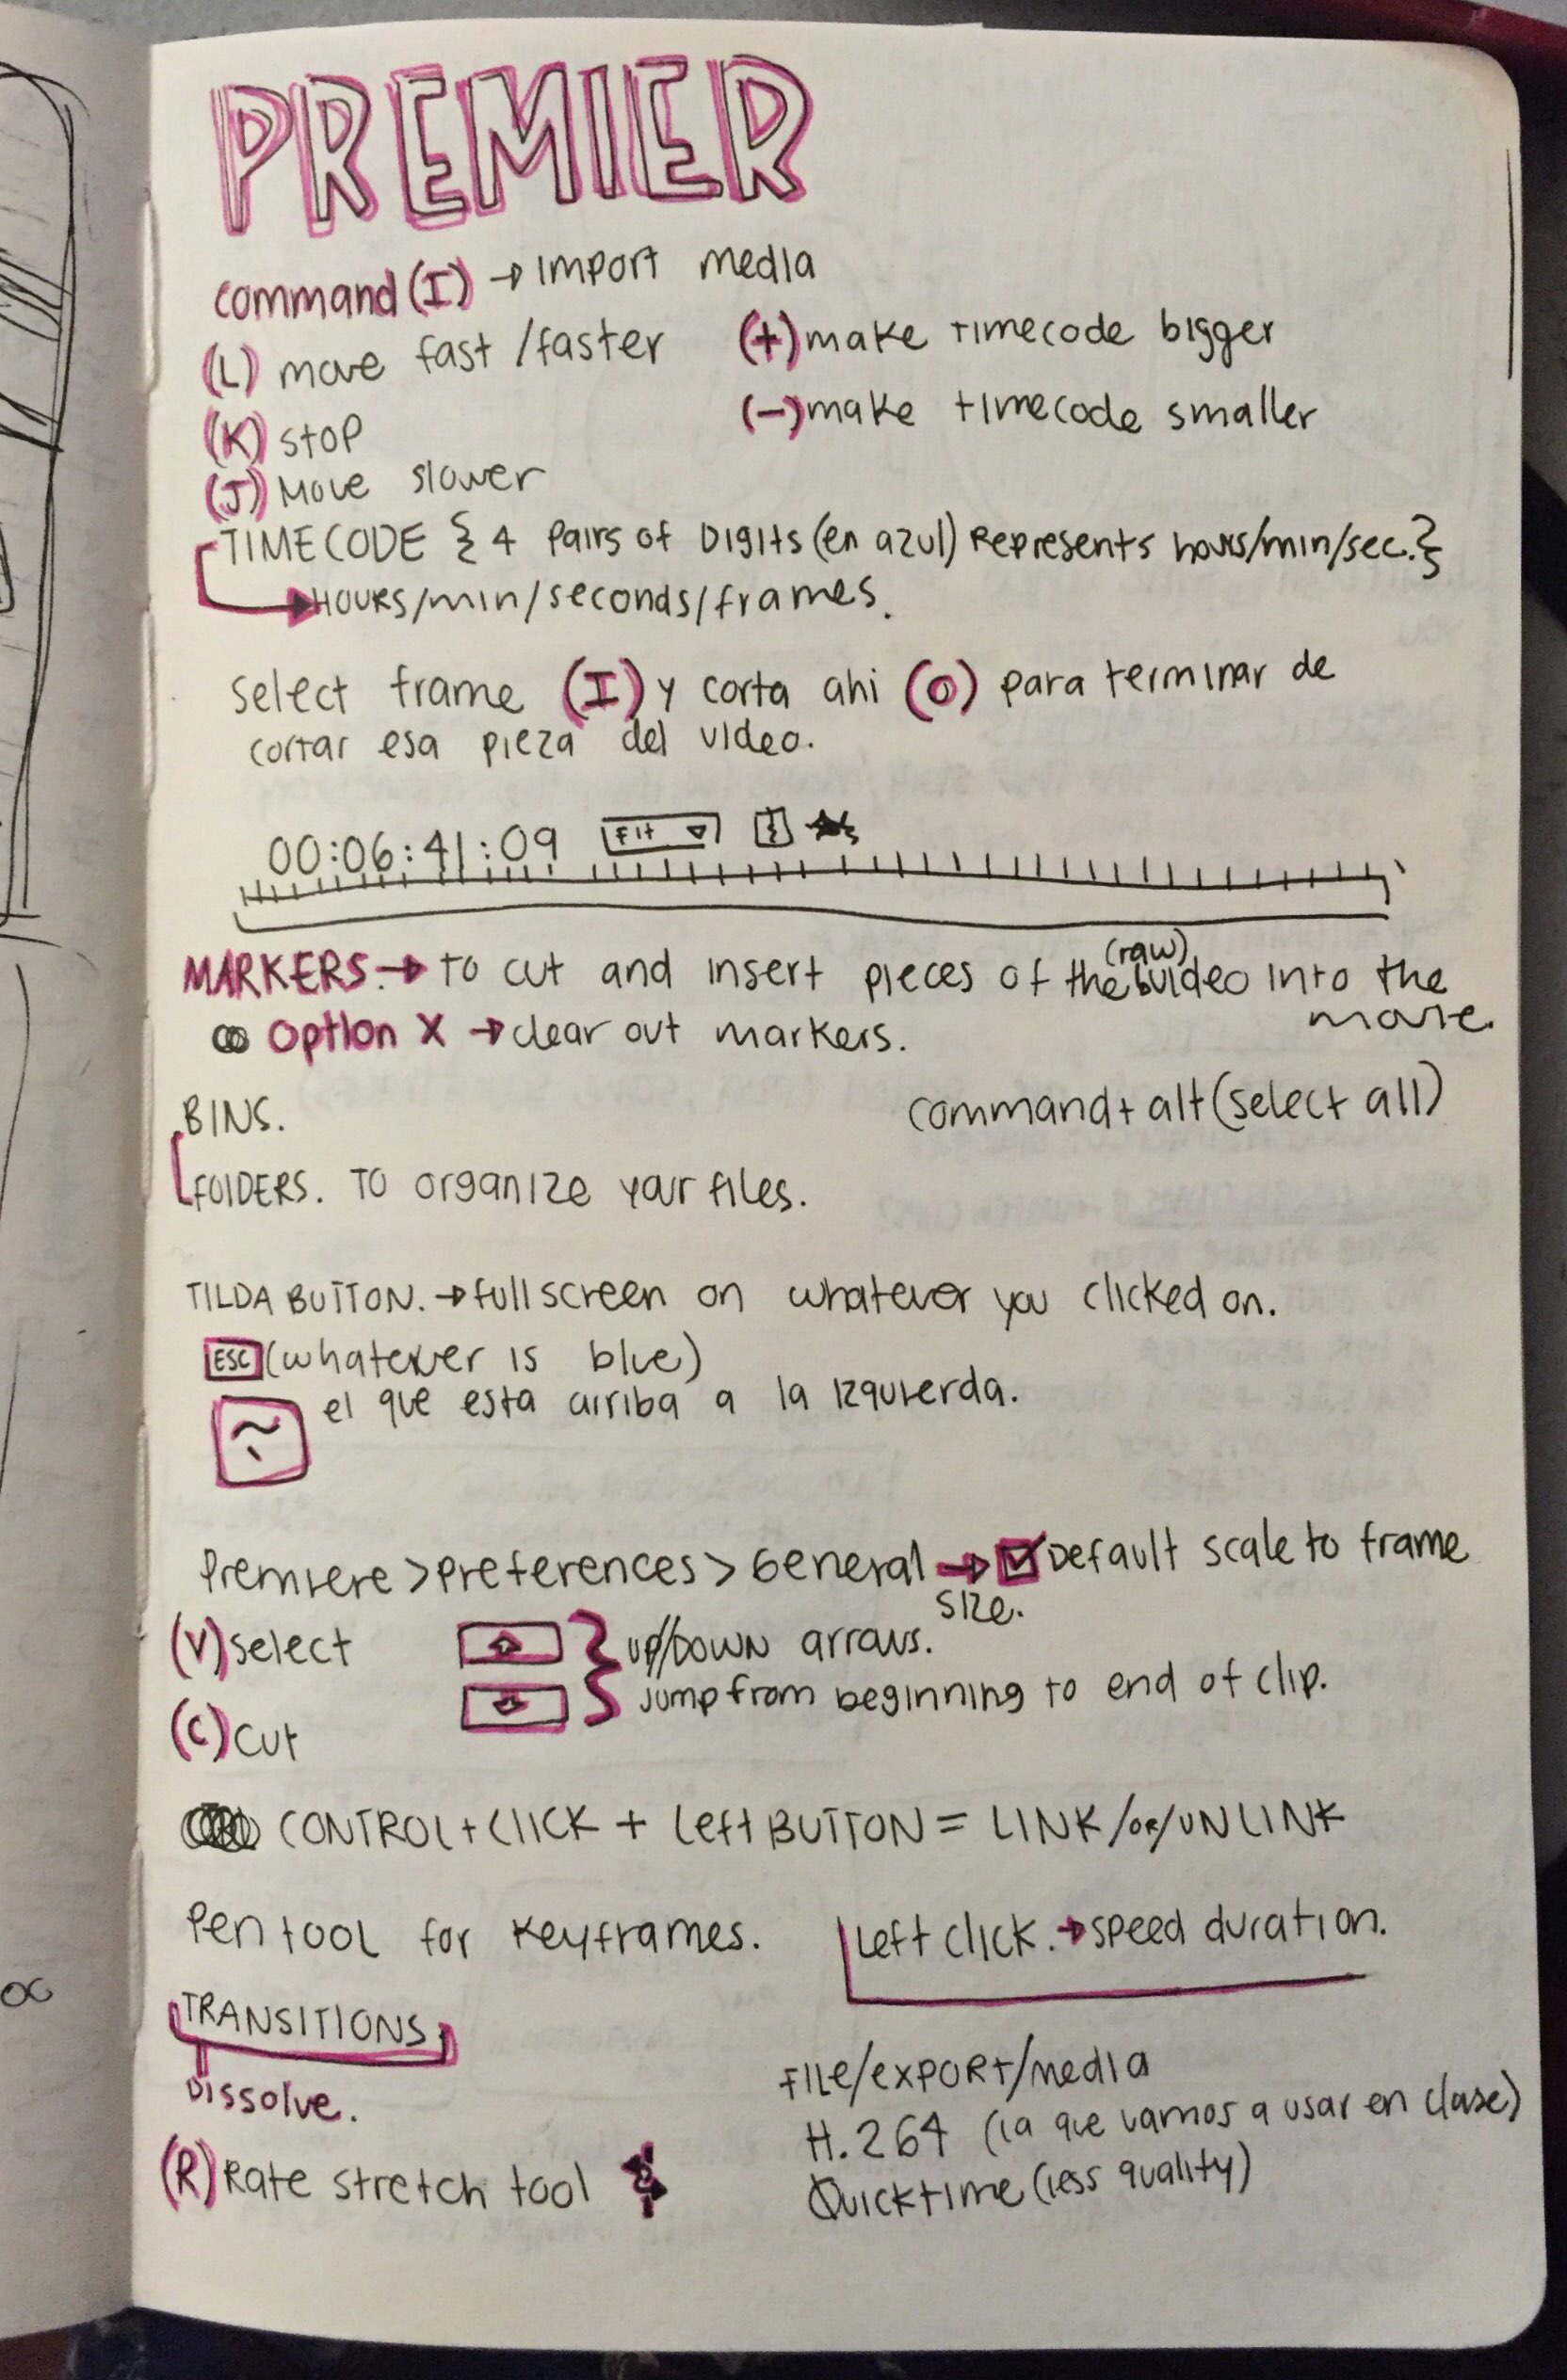 PREMIER
command (I) → Import media
(L) move fast/faster (+) make timecode bigger
(K) stop (-) make timecode smaller
(J) Move slower
TIMECODE { 4 Pairs of Digits (en azul) Represents hours/min/sec. }
→ HOURS/min/seconds/frames.
select frame (I) y corta ahi (O) para terminar de
cortar esa pieza del video.
00:06:41:09 Fit
MARKERS. → To cut and insert pieces of the (raw) video into the
movie.
Option X → clear out markers.
BINS. command + alt (select all)
FOlDERS. TO organize your files.
TILDA BUTTON. → full screen on whatever you clicked on.
ESC (whatever is blue)
el que esta arriba a la Izquierda.
~
Premiere > preferences > General → ☑ Default scale to frame
size.
(V) select ⇧ } up//DOWN arrows.
⇩ } Jump from beginning to end of clip.
(C) Cut
CONTROL + ClICK + Left BUTTON = LINK/OR/UNLINK
Pen tool for Keyframes. Left click. → speed duration.
TRANSITIONS
Dissolve.
FIle/export/media
H.264 (la que vamos a usar en clase)
(R) Rate stretch tool
Quicktime (less quality)